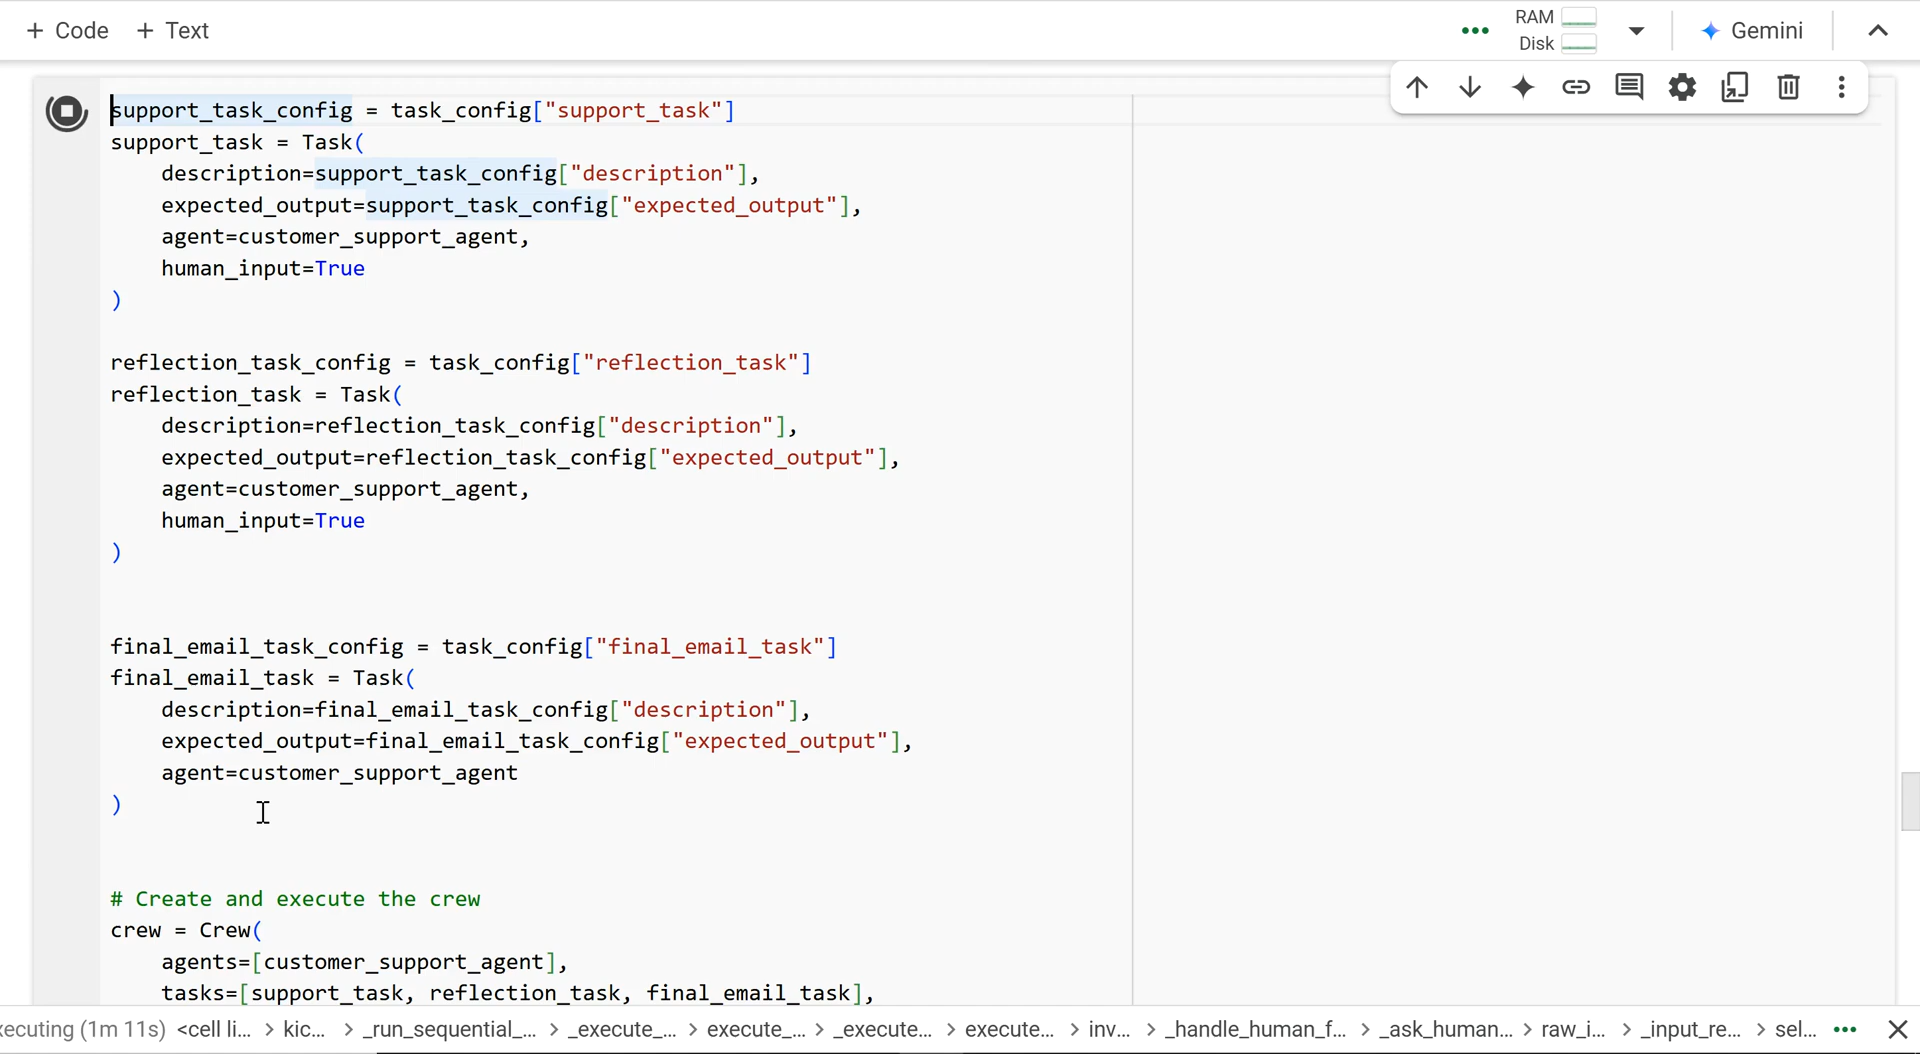 + Code + Text
RAM
Disk
Gemini
support_task_config = task_config["support_task"]
support_task = Task(
    description=support_task_config["description"],
    expected_output=support_task_config["expected_output"],
    agent=customer_support_agent,
    human_input=True
)
reflection_task_config = task_config["reflection_task"]
reflection_task = Task(
    description=reflection_task_config["description"],
    expected_output=reflection_task_config["expected_output"],
    agent=customer_support_agent,
    human_input=True
)
final_email_task_config = task_config["final_email_task"]
final_email_task = Task(
    description=final_email_task_config["description"],
    expected_output=final_email_task_config["expected_output"],
    agent=customer_support_agent
)
# Create and execute the crew
crew = Crew(
    agents=[customer_support_agent],
    tasks=[support_task, reflection_task, final_email_task],
xecuting (1m 11s) <cell li... > kic... > _run_sequential_... > _execute_... > execute_... > _execute... > execute... > inv... > _handle_human_f... > _ask_human... > raw_i... > _input_re... > sel...